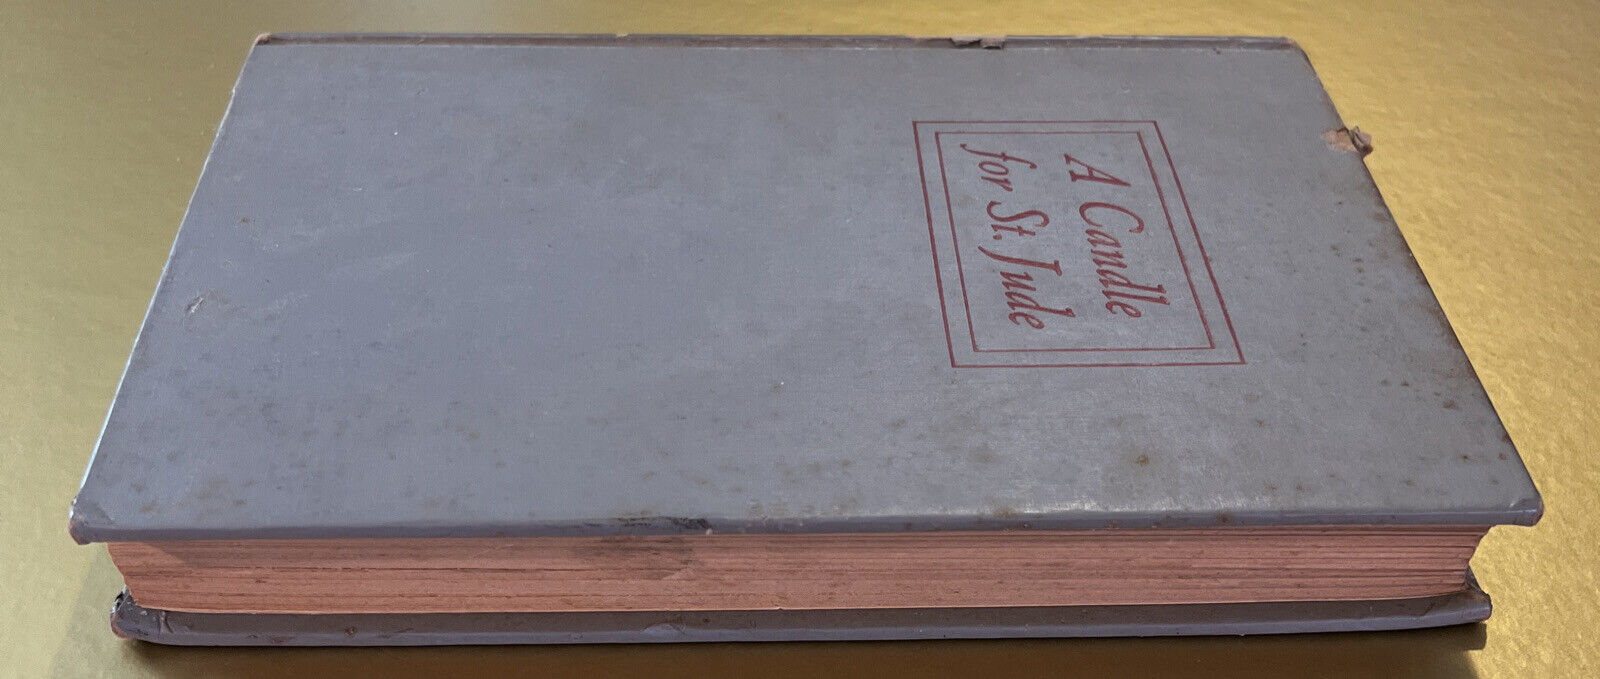 A Candle
for St. Jude